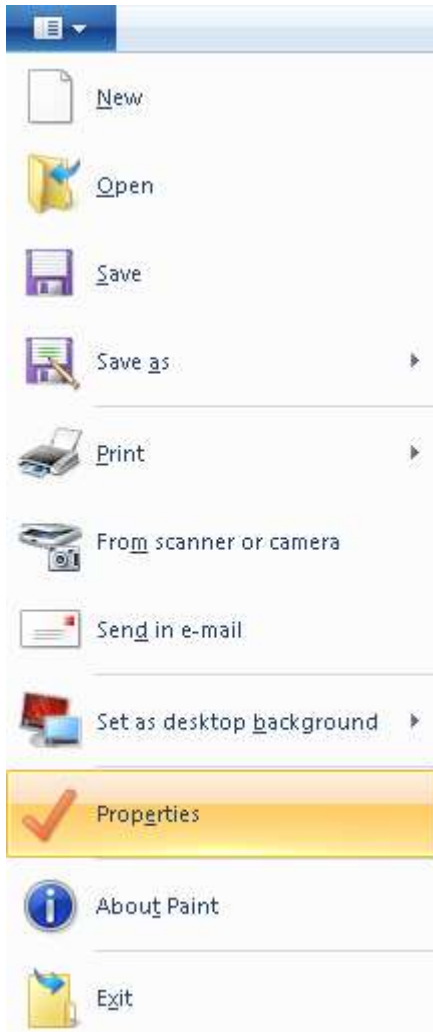 New
Open
Save
Save as
Print
From scanner or camera
Send in e-mail
Set as desktop background
Properties
About Paint
Exit